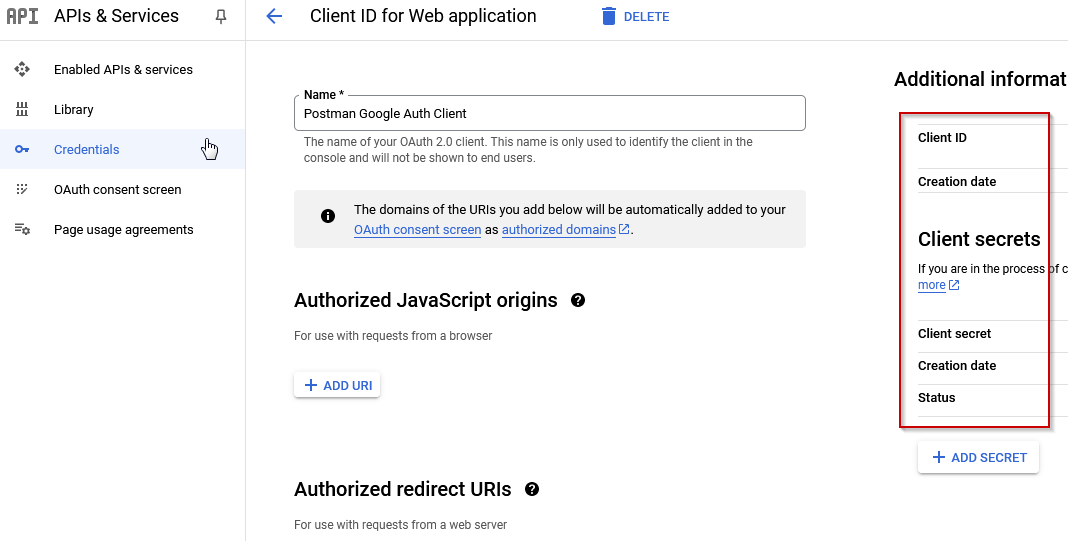 API APIs & Services
Enabled APIs & services
Library
Credentials
OAuth consent screen
Page usage agreements
Client ID for Web application
DELETE
Name *
Postman Google Auth Client
The name of your OAuth 2.0 client. This name is only used to identify the client in the
console and will not be shown to end users.
The domains of the URIs you add below will be automatically added to your
OAuth consent screen as authorized domains.
Authorized JavaScript origins
For use with requests from a browser
ADD URI
Authorized redirect URIs
For use with requests from a web server
Additional informat
Client ID
Creation date
Client secrets
If you are in the process of c
more
Client secret
Creation date
Status
ADD SECRET